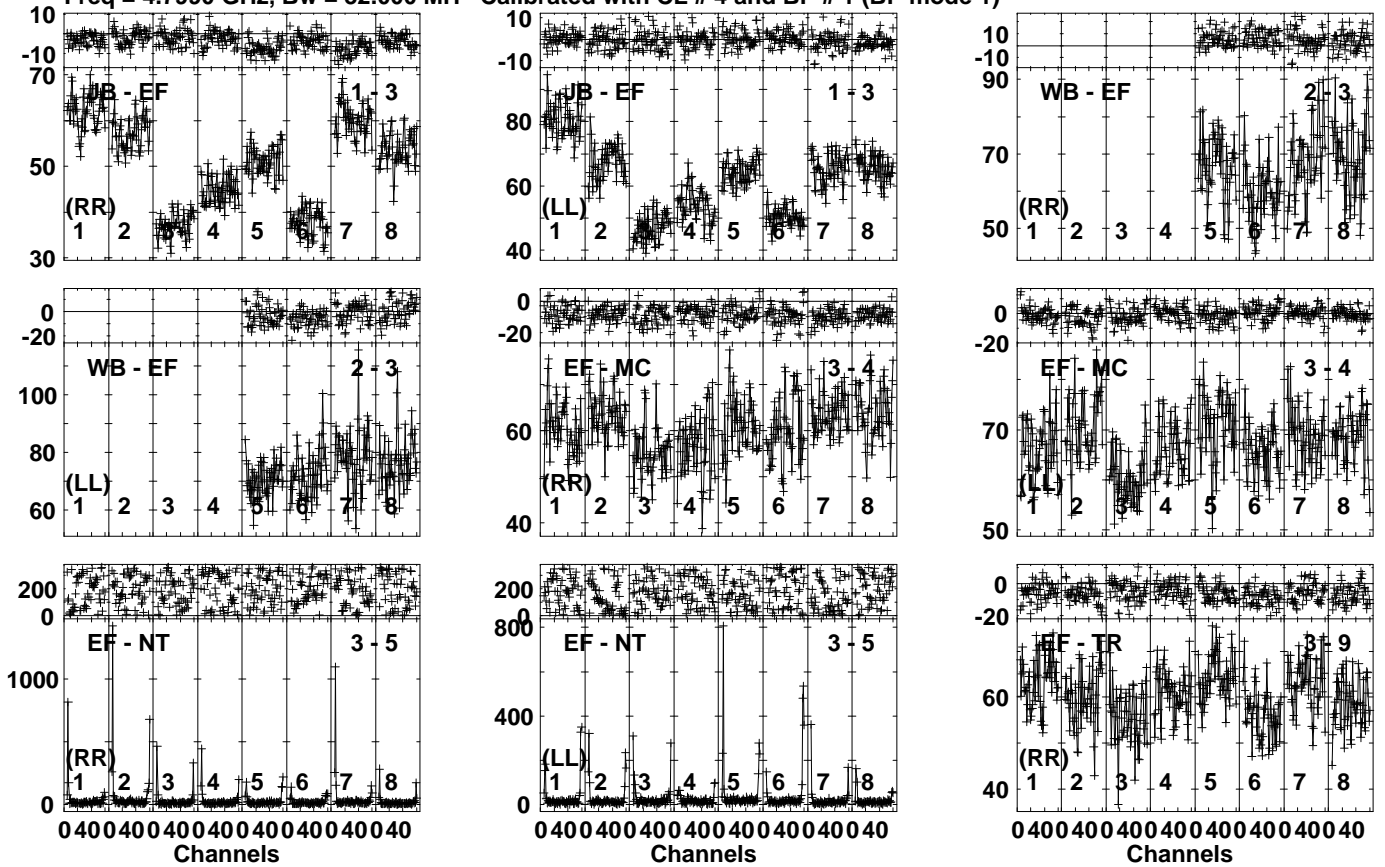 10 10 10
-10 -10 -10
70 JB - EF 1 - 3 JB - EF 1 - 3 90 WB - EF 2 - 3
50 80 70
(RR) 60 (LL) (RR)
1 2 3 4 5 6 7 8 1 2 3 4 5 6 7 8 50 1 2 3 4 5 6 7 8
30 40
0 0 0
-20 -20 -20
WB - EF 2 - 3 EF - MC 3 - 4 EF - MC 3 - 4
100
80 60 70
(LL) (RR) (LL)
60 1 2 3 4 5 6 7 8 1 2 3 4 5 6 7 8 1 2 3 4 5 6 7 8
40 50
200 200 0
0 0 -20
EF - NT 3 - 5 800 EF - NT 3 - 5 EF - TR 3 - 9
1000 400 60
(RR) (LL) (RR)
1 2 3 4 5 6 7 8 1 2 3 4 5 6 7 8 1 2 3 4 5 6 7 8
0 0 40
0 40 0 40 0 40 0 40 0 40 0 40 0 40 0 40 0 40 0 40 0 40 0 40 0 40 0 40 0 40 0 40 0 40 0 40 0 40 0 40 0 40 0 40 0 40 0 40
Channels Channels Channels